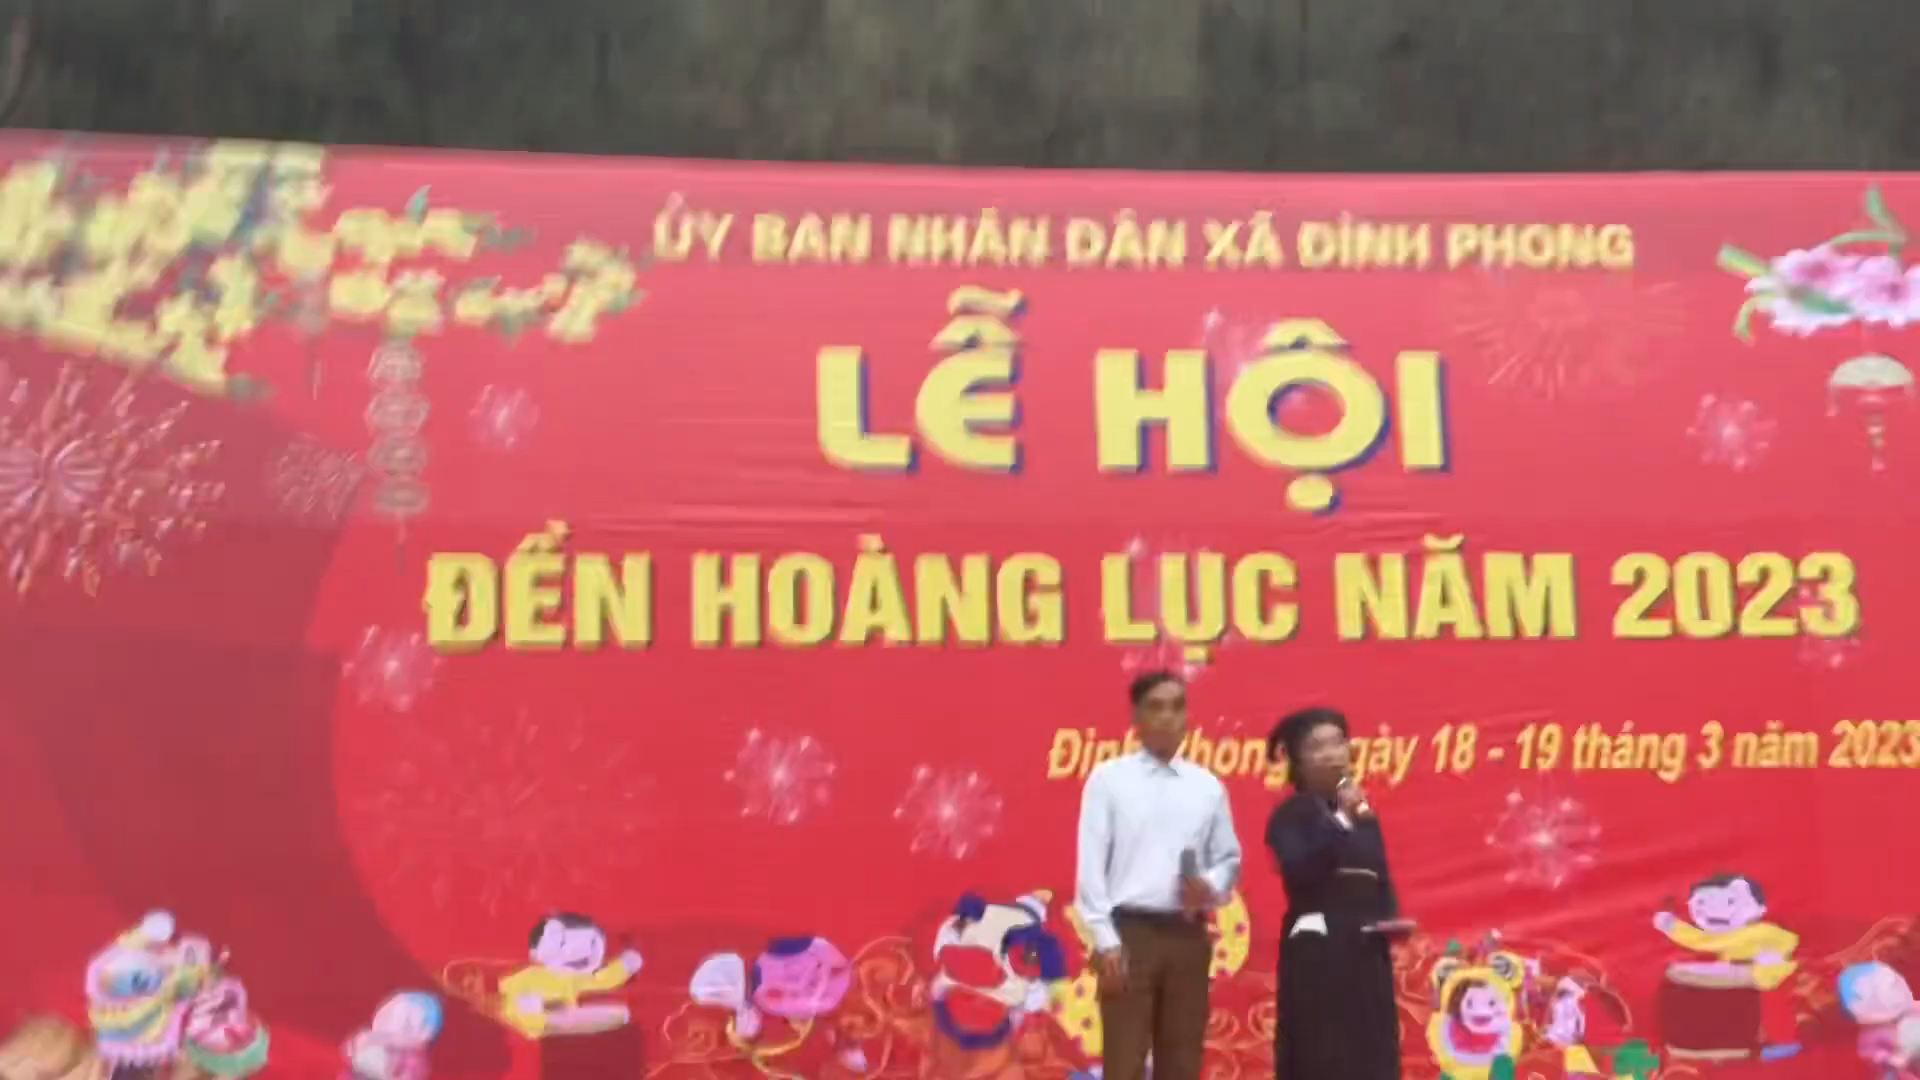 ỦY BAN NHÂN DÂN XÃ ĐÌNH PHONG
LỄ HỘI
ĐỀN HOÀNG LỤC NĂM 2023
18 - 19 tháng 3 năm 2023